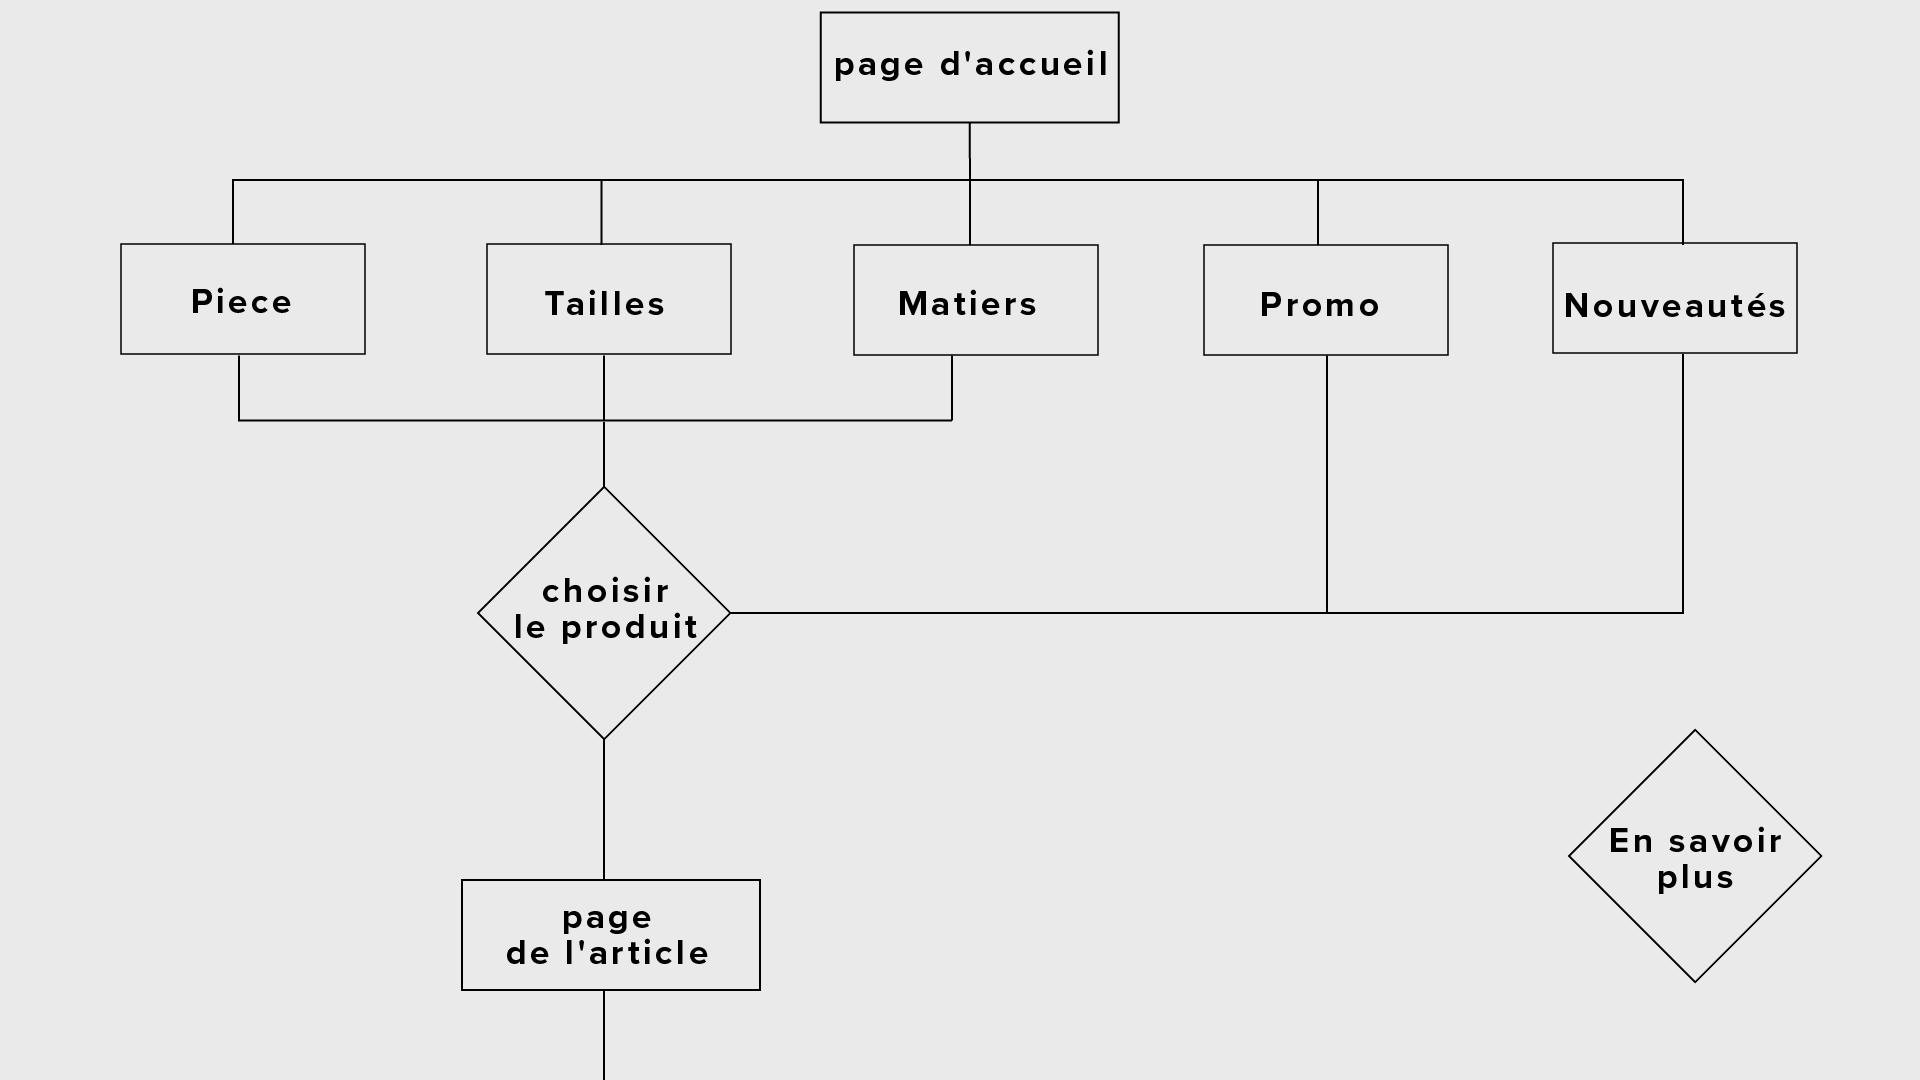 page d'accueil
Piece
Tailles
Matiers
Promo
Nouveautés
choisir
le produit
En savoir
plus
page
de l'article